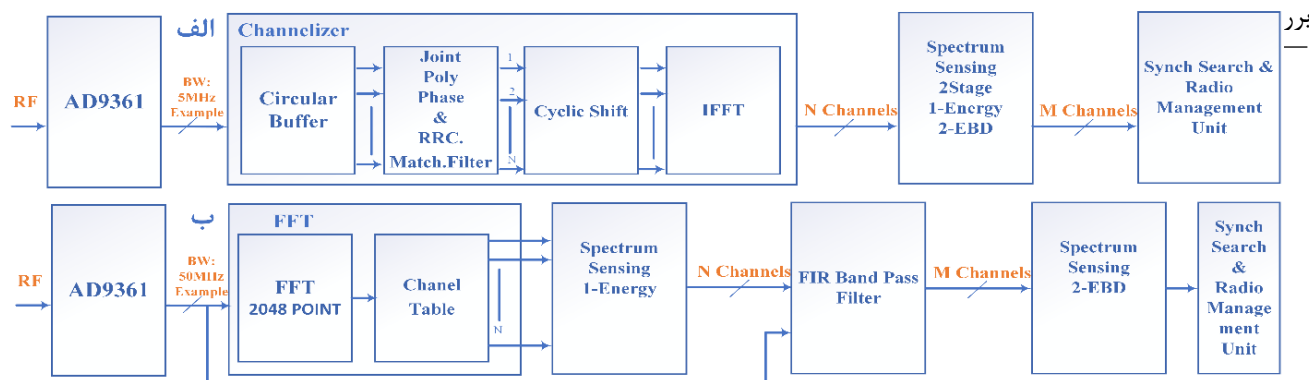 برر
الف
Channelizer
RF
AD9361
BW:
5MHz
Example
Circular
Buffer
Joint
Poly
Phase
&
RRC.
Match.Filter
1
2
N
Cyclic Shift
IFFT
N Channels
Spectrum
Sensing
2Stage
1-Energy
2-EBD
M Channels
Synch Search &
Radio
Management
Unit
ب
FFT
RF
AD9361
BW:
50MHz
Example
FFT
2048 POINT
Chanel
Table
N
Spectrum
Sensing
1-Energy
N Channels
FIR Band Pass
Filter
M Channels
Spectrum
Sensing
2-EBD
Synch
Search
&
Radio
Manage
ment
Unit